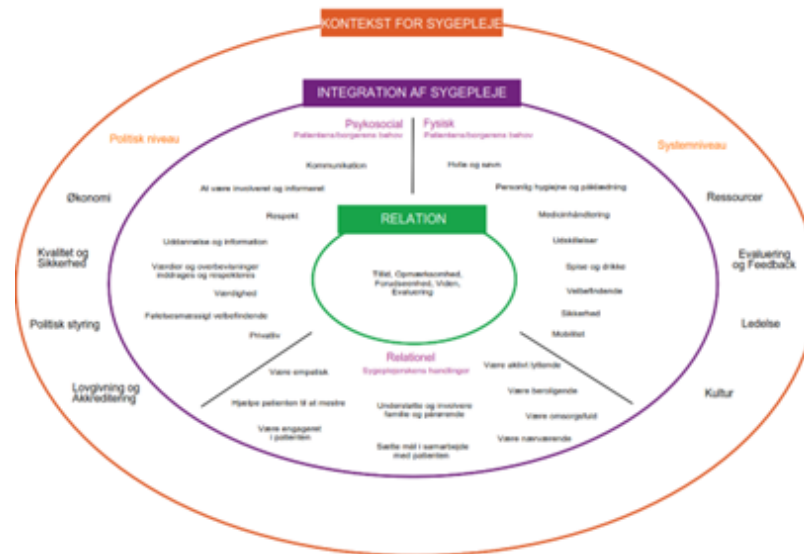 KONTEKST FOR SYGEPLEJE
INTEGRATION AF SYGEPLEJE
Psykosocial
Patientens/borgerens behov
Fysisk
Patientens/borgerens behov
Politisk niveau
Systemniveau
Kommunikation
At være involveret og informeret
Respekt
Uddannelse og information
Værdier og overbevisninger
inddrages og respekteres
Værdighed
Følelsesmæssigt velbefindende
Privatliv
Hvile og søvn
Personlig hygiejne og påklædning
Medicinhåndtering
Udskillelser
Spise og drikke
Velbefindende
Sikkerhed
Mobilitet
Økonomi
Kvalitet og
Sikkerhed
Politisk styring
Lovgivning og
Akkreditering
Ressourcer
Evaluering
og Feedback
Ledelse
Kultur
RELATION
Tillid, Opmærksomhed,
Forudseenhed, Viden,
Evaluering
Relationel
Sygeplejerskens handlinger
Være empatisk
Hjælpe patienten til at mestre
Være engageret
i patienten
Understøtte og involvere
familie og pårørende
Sætte mål i samarbejde
med patienten
Være aktivt lyttende
Være beroligende
Være omsorgsfuld
Være nærværende